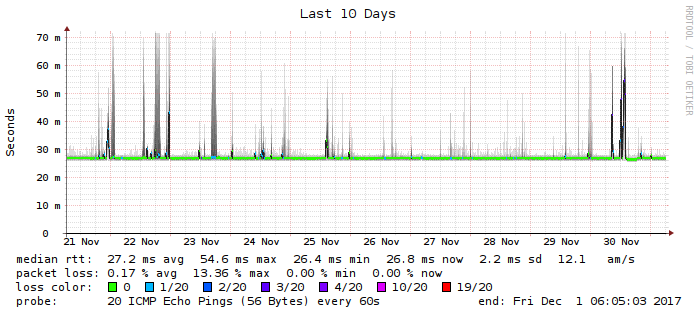 Last 10 Days
RRDTOOL / TOBI OETIKER
Seconds
70 m
60 m
50 m
40 m
30 m
20 m
10 m
0
21 Nov 22 Nov 23 Nov 24 Nov 25 Nov 26 Nov 27 Nov 28 Nov 29 Nov 30 Nov
median rtt: 27.2 ms avg 54.6 ms max 26.4 ms min 26.8 ms now 2.2 ms sd 12.1 am/s
packet loss: 0.17 % avg 13.36 % max 0.00 % min 0.00 % now
loss color: 0 1/20 2/20 3/20 4/20 10/20 19/20
probe: 20 ICMP Echo Pings (56 Bytes) every 60s end: Fri Dec 1 06:05:03 2017